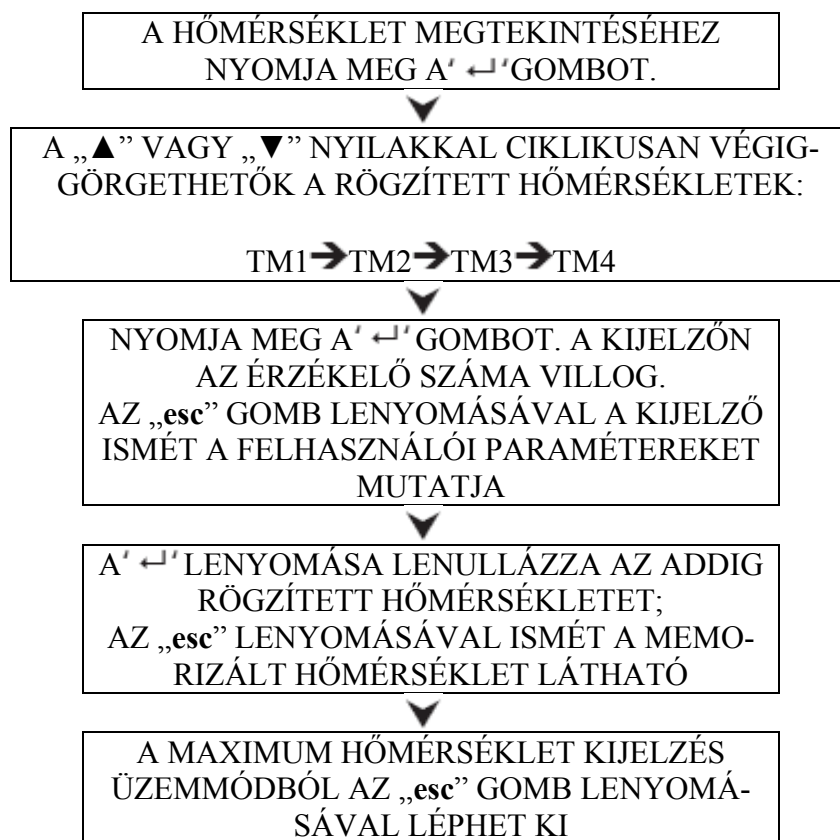 A HŐMÉRSÉKLET MEGTEKINTÉSÉHEZ
NYOMJA MEG A' ↵ 'GOMBOT.
A „▲” VAGY „▼” NYILAKKAL CIKLIKUSAN VÉGIG-
GÖRGETHETŐK A RÖGZÍTETT HŐMÉRSÉKLETEK:
TM1➔TM2➔TM3➔TM4
NYOMJA MEG A' ↵ ' GOMBOT. A KIJELZŐN
AZ ÉRZÉKELŐ SZÁMA VILLOG.
AZ „esc” GOMB LENYOMÁSÁVAL A KIJELZŐ
ISMÉT A FELHASZNÁLÓI PARAMÉTEREKET
MUTATJA
A' ↵ ' LENYOMÁSA LENULLÁZZA AZ ADDIG
RÖGZÍTETT HŐMÉRSÉKLETET;
AZ „esc” LENYOMÁSÁVAL ISMÉT A MEMO-
RIZÁLT HŐMÉRSÉKLET LÁTHATÓ
A MAXIMUM HŐMÉRSÉKLET KIJELZÉS
ÜZEMMÓDBÓL AZ „esc” GOMB LENYOMÁ-
SÁVAL LÉPHET KI